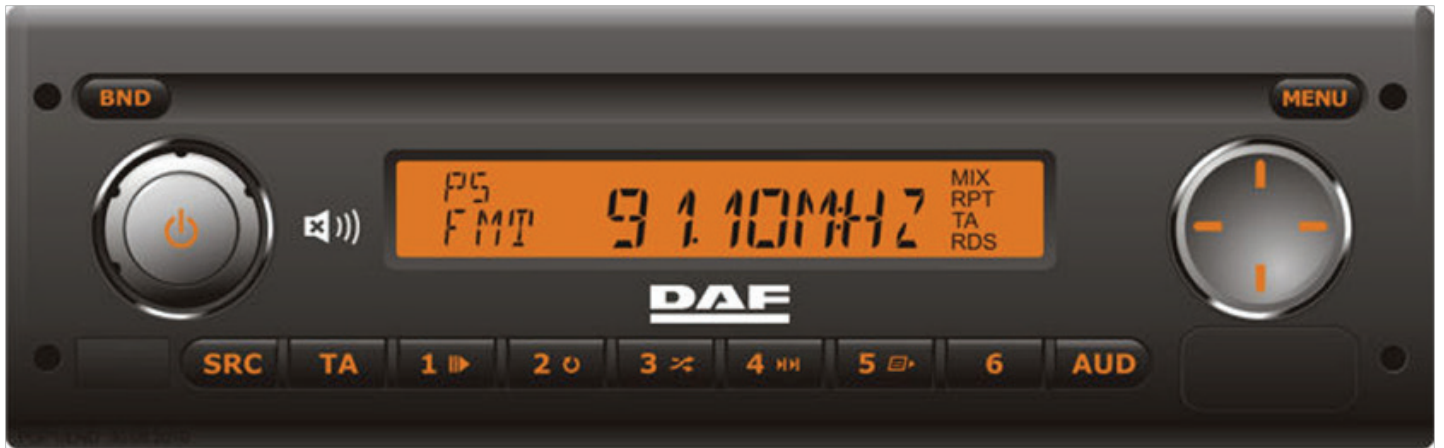 BND
MENU
PS
FMT
91.10MHZ
MIX
RPT
TA
RDS
DAF
SRC TA 1 2 3 4 5 6 AUD